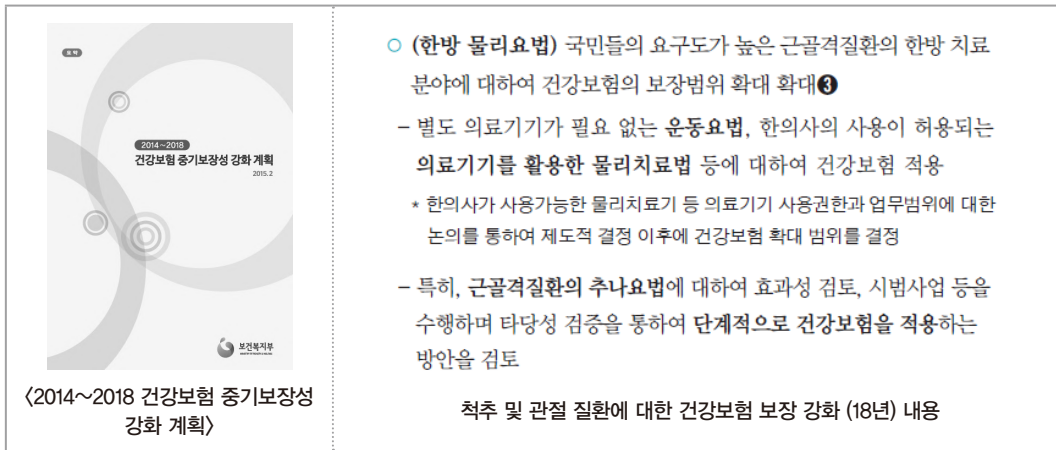 요약
2014~2018
건강보험 중기보장성 강화 계획
2015.2
보건복지부
〈2014~2018 건강보험 중기보장성
강화 계획〉
○ (한방 물리요법) 국민들의 요구도가 높은 근골격질환의 한방 치료
분야에 대하여 건강보험의 보장범위 확대 확대❸
– 별도 의료기기가 필요 없는 운동요법, 한의사의 사용이 허용되는
의료기기를 활용한 물리치료법 등에 대하여 건강보험 적용
* 한의사가 사용가능한 물리치료기 등 의료기기 사용권한과 업무범위에 대한
논의를 통하여 제도적 결정 이후에 건강보험 확대 범위를 결정
– 특히, 근골격질환의 추나요법에 대하여 효과성 검토, 시범사업 등을
수행하며 타당성 검증을 통하여 단계적으로 건강보험을 적용하는
방안을 검토
척추 및 관절 질환에 대한 건강보험 보장 강화 (18년) 내용